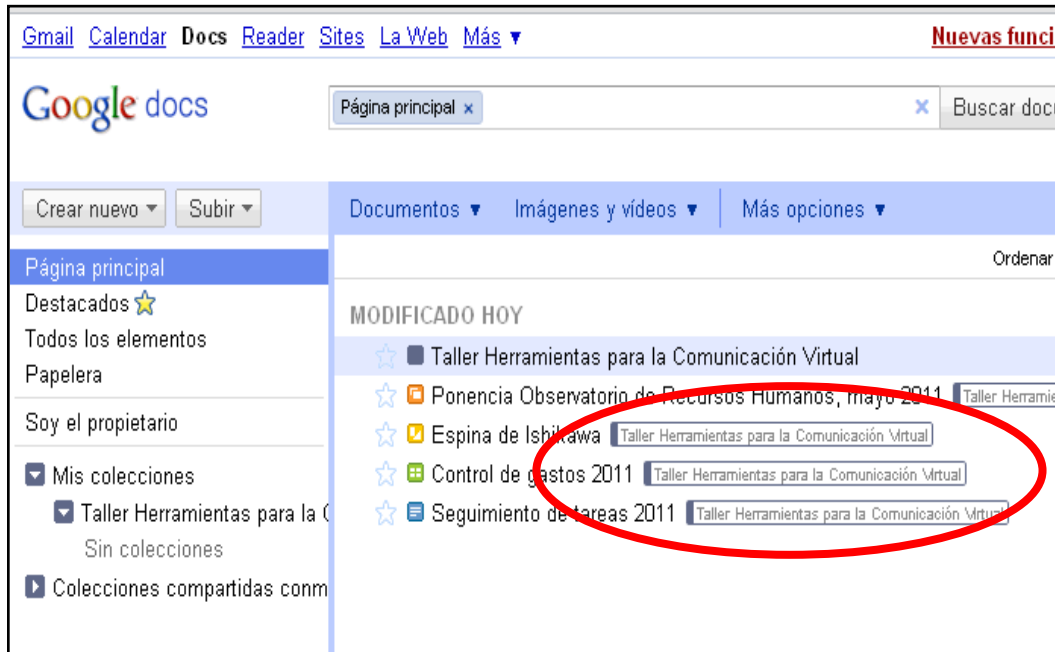 Gmail Calendar Docs Reader Sites La Web Más ▼ Nuevas funci
Google docs
Página principal × × Buscar docu
Crear nuevo Subir
Documentos ▼ Imágenes y vídeos ▼ Más opciones ▼
Página principal
Ordenar
Destacados
MODIFICADO HOY
Todos los elementos
Taller Herramientas para la Comunicación Virtual
Papelera
Ponencia Observatorio de Recursos Humanos, mayo 2011 Taller Herramie
Soy el propietario
Espina de Ishikawa Taller Herramientas para la Comunicación Virtual
Mis colecciones
Control de gastos 2011 Taller Herramientas para la Comunicación Virtual
Taller Herramientas para la C
Seguimiento de tareas 2011 Taller Herramientas para la Comunicación Virtual
Sin colecciones
Colecciones compartidas conm